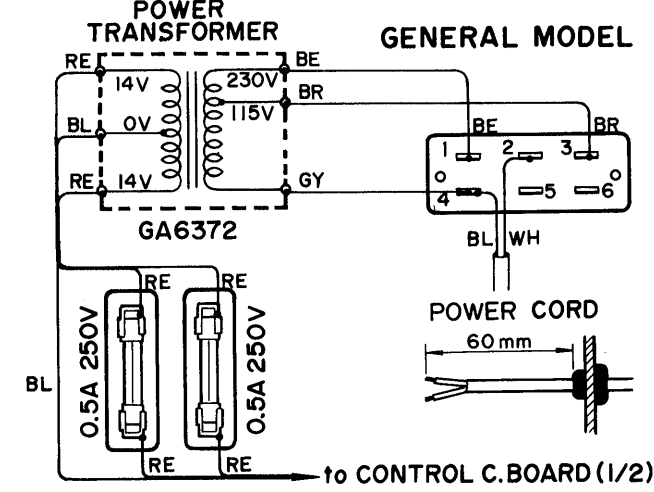 POWER
TRANSFORMER
GENERAL MODEL
RE
14V
230V
BE
BL
0V
115V
BR
RE
14V
GY
GA6372
BE
BR
1
2
3
4
5
6
BL
WH
POWER CORD
60mm
RE
RE
0.5A 250V
0.5A 250V
BL
RE
RE
to CONTROL C.BOARD (1/2)